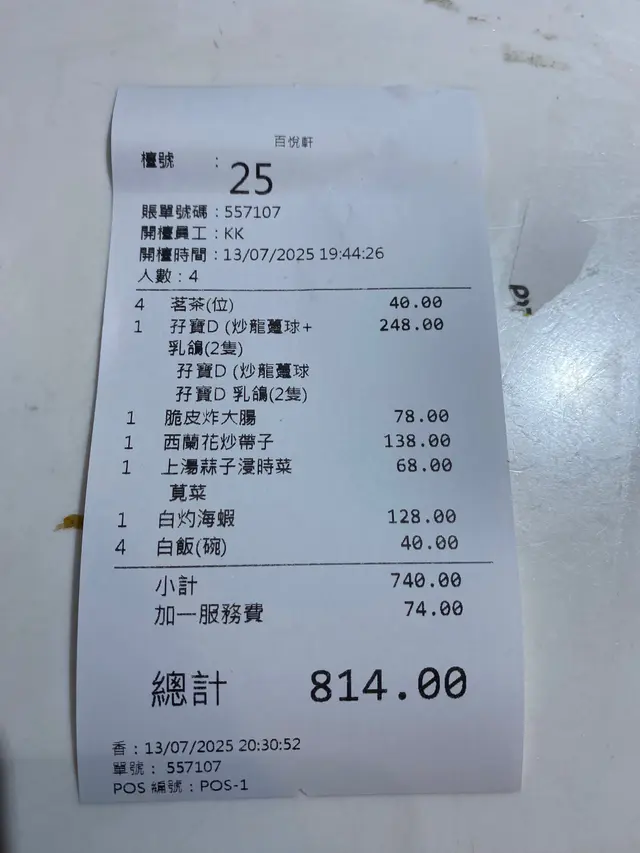 百悅軒
檯號 : 25
賬單號碼 : 557107
開檯員工 : KK
開檯時間 : 13/07/2025 19:44:26
人數 : 4
4 茗茶(位) 40.00
1 孖寶D (炒龍躉球+ 248.00
乳鴿(2隻)
孖寶D (炒龍躉球
孖寶D 乳鴿(2隻)
1 脆皮炸大腸 78.00
1 西蘭花炒帶子 138.00
1 上湯蒜子浸時菜 68.00
莧菜
1 白灼海蝦 128.00
4 白飯(碗) 40.00
小計 740.00
加一服務費 74.00
總計 814.00
香 : 13/07/2025 20:30:52
單號 : 557107
POS 編號 : POS-1